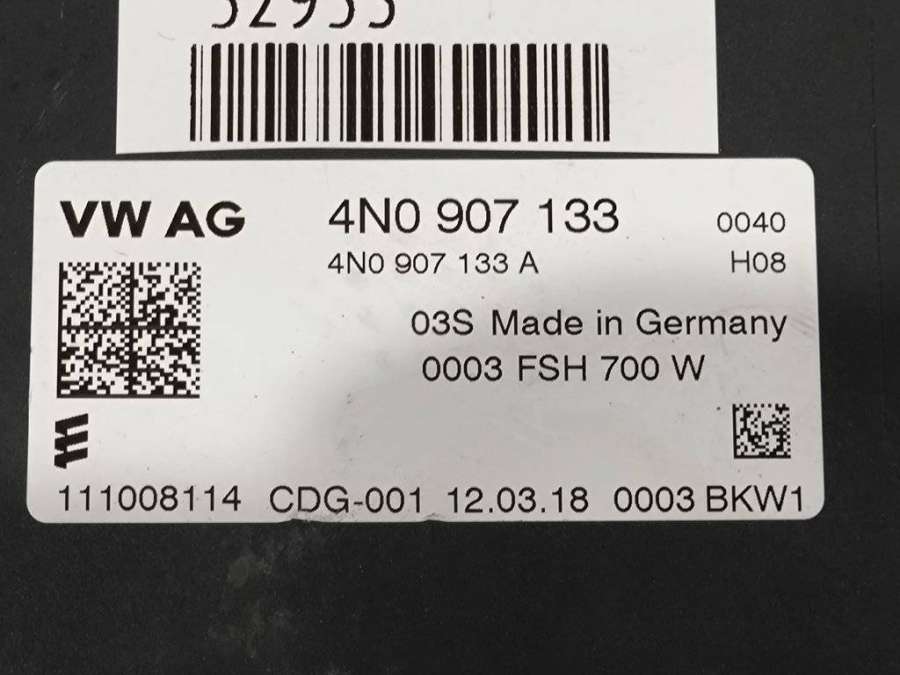 52955
VW AG 4N0 907 133 0040
4N0 907 133 A H08
03S Made in Germany
0003 FSH 700 W
111008114 CDG-001 12.03.18 0003 BKW1